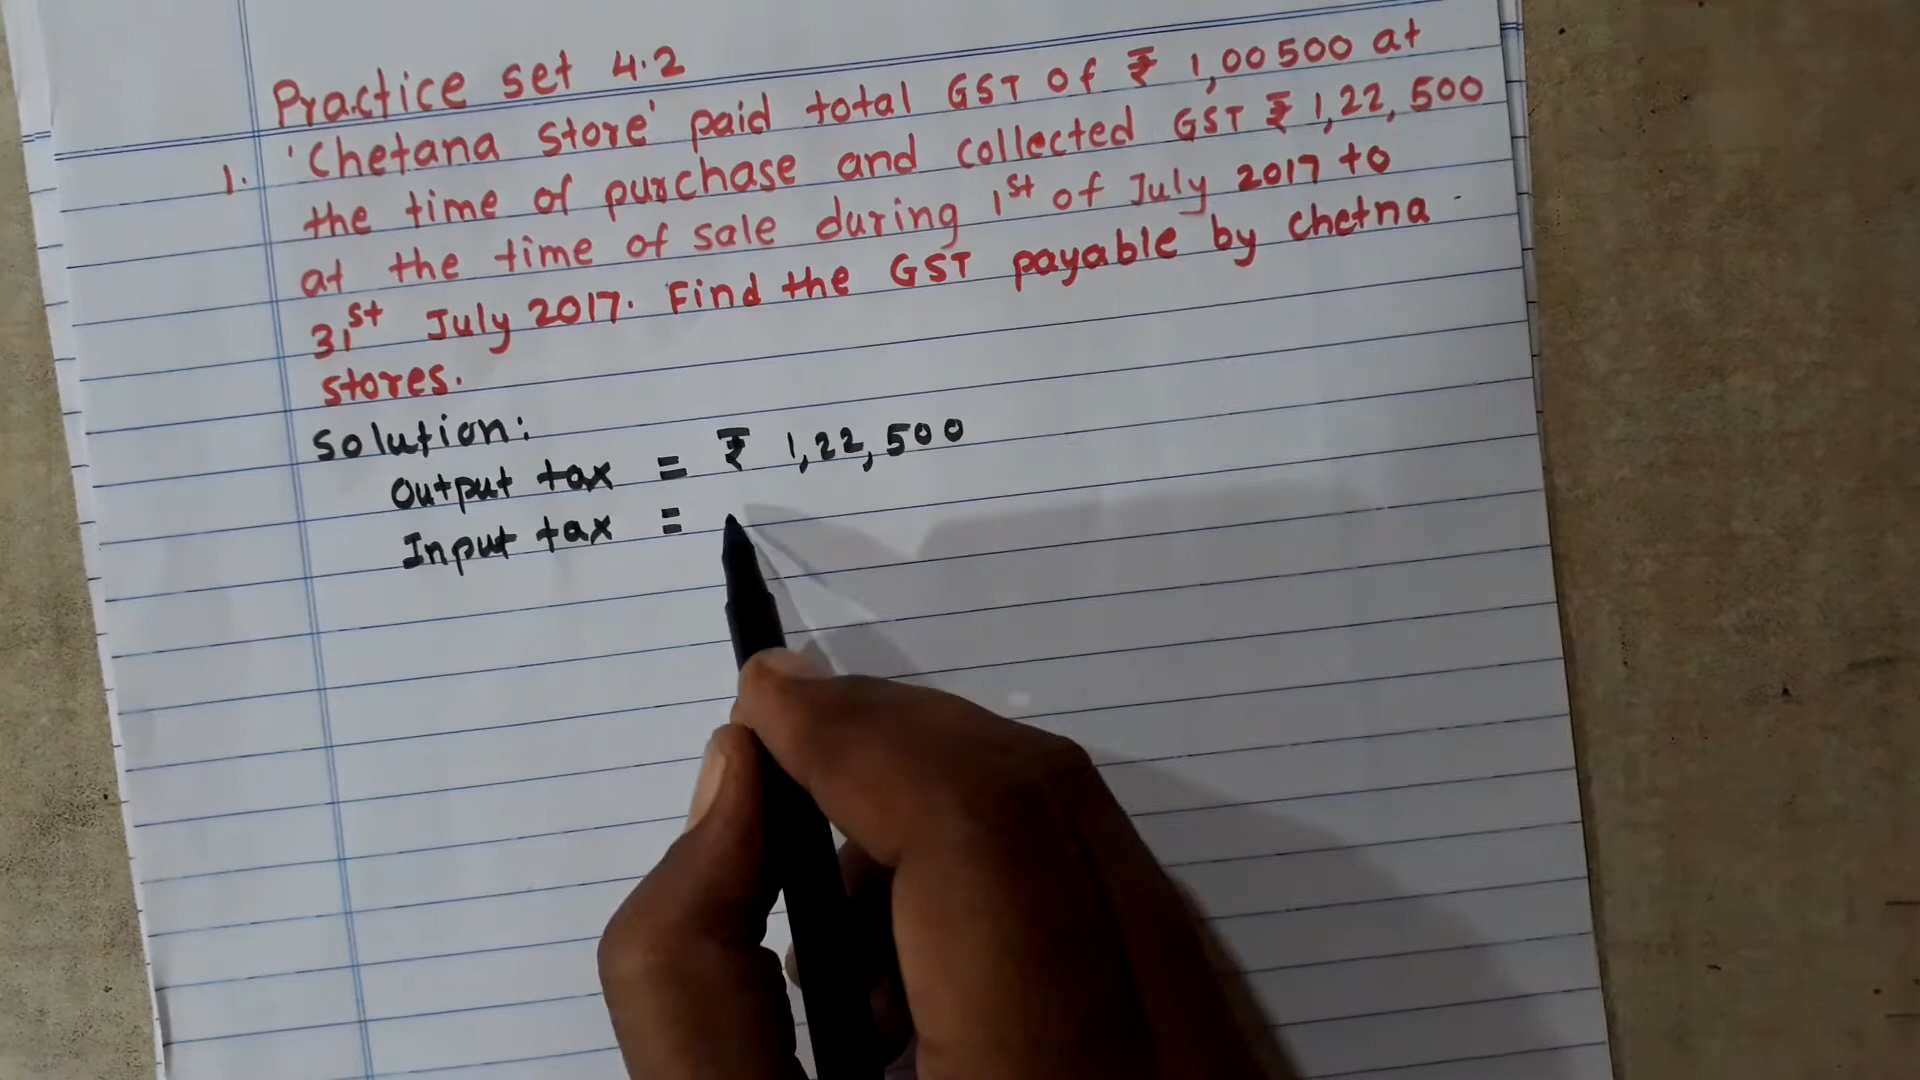 Practice set 4.2
1. 'Chetana store' paid total GST of ₹ 1,00500 at
the time of purchase and collected GST ₹ 1,22,500
at the time of sale during 1st of July 2017 to
31st July 2017. Find the GST payable by chetna
stores.
Solution:
Output tax = ₹ 1,22,500
Input tax =